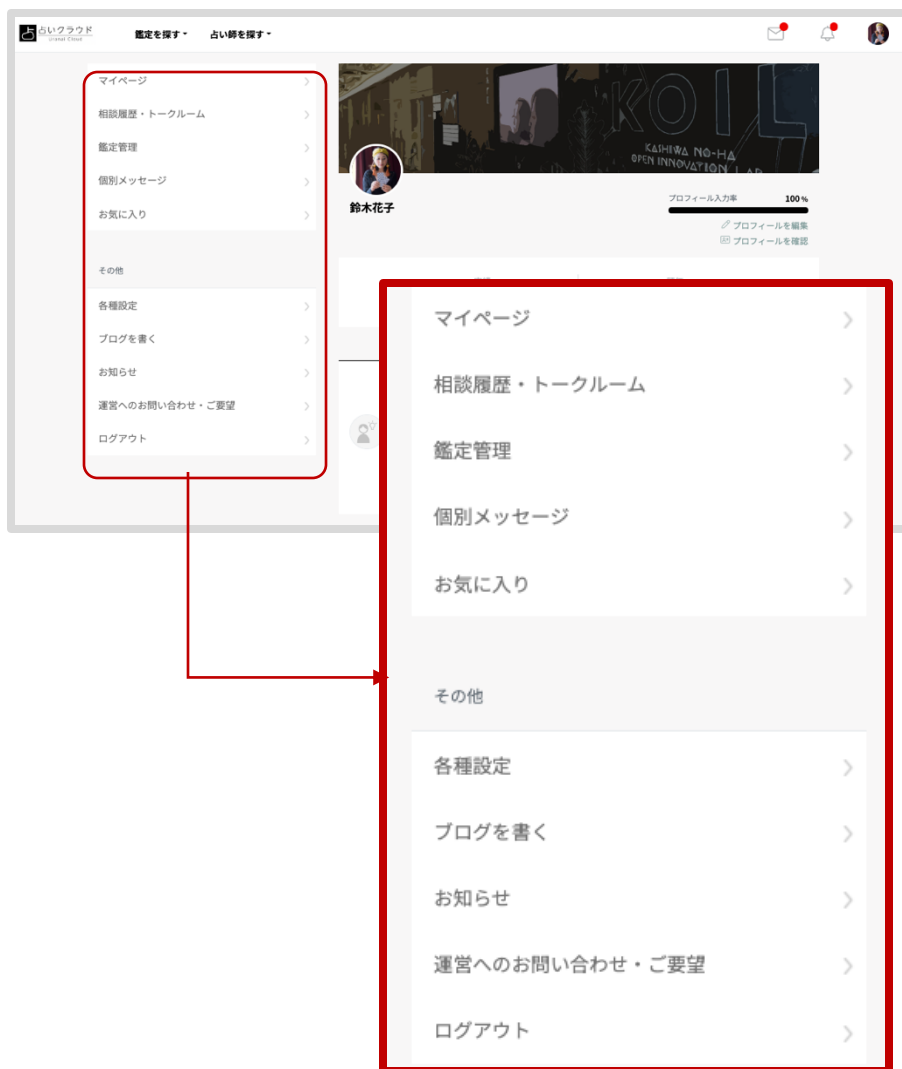 占 占いクラウド
Uranai Cloud
鑑定を探す
占い師を探す
マイページ
相談履歴・トークルーム
鑑定管理
個別メッセージ
お気に入り
その他
各種設定
ブログを書く
お知らせ
運営へのお問い合わせ・ご要望
ログアウト
KOIL
KASHIWA NO-HA
OPEN INNOVATION LAB
鈴木花子
プロフィール入力率 100 %
プロフィールを編集
プロフィールを確認
マイページ
相談履歴・トークルーム
鑑定管理
個別メッセージ
お気に入り
その他
各種設定
ブログを書く
お知らせ
運営へのお問い合わせ・ご要望
ログアウト